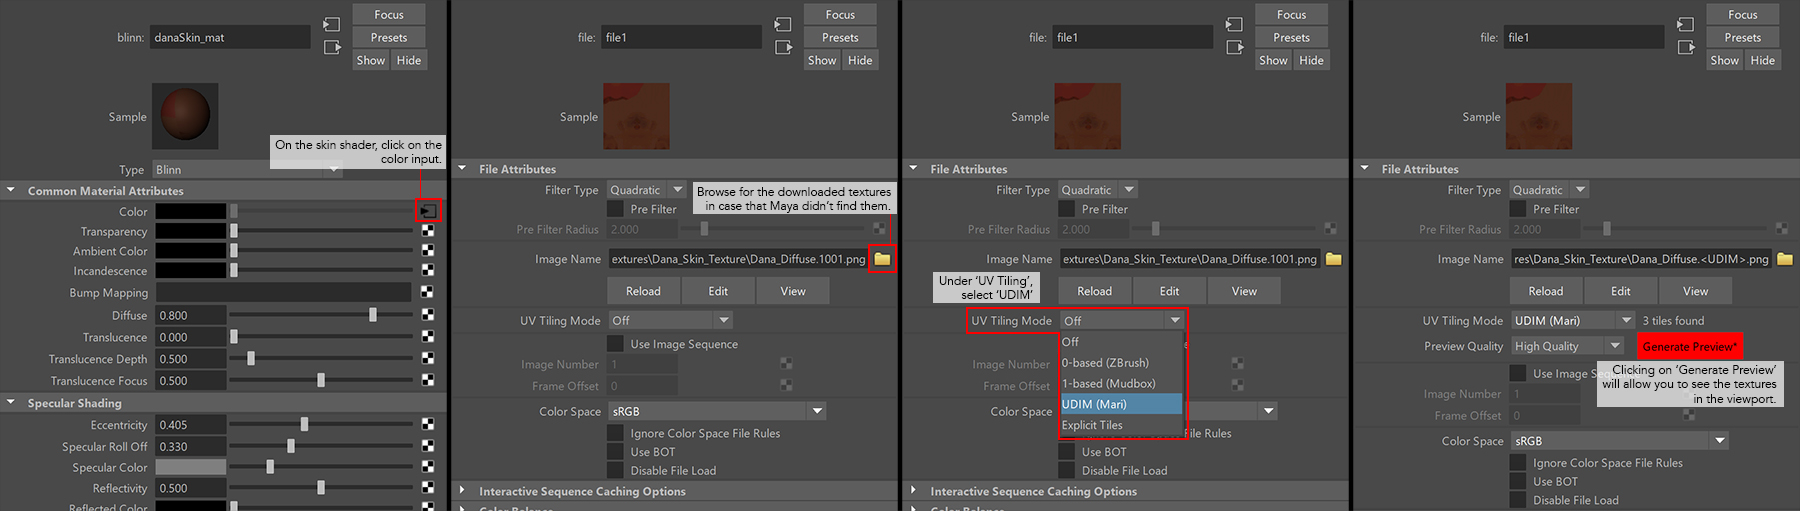 blinn: danaSkin_mat
Focus
Presets
Show Hide
Sample
On the skin shader, click on the
color input.
Type Blinn
Common Material Attributes
Color
Transparency
Ambient Color
Incandescence
Bump Mapping
Diffuse 0.800
Translucence 0.000
Translucence Depth 0.500
Translucence Focus 0.500
Specular Shading
Eccentricity 0.405
Specular Roll Off 0.330
Specular Color
Reflectivity 0.500
Reflected Color
file: file1
Focus
Presets
Show Hide
Sample
File Attributes
Filter Type Quadratic
Browse for the downloaded textures
in case that Maya didn't find them.
Pre Filter
Pre Filter Radius 2.000
Image Name extures\Dana_Skin_Texture\Dana_Diffuse.1001.png
Reload Edit View
UV Tiling Mode Off
Use Image Sequence
Image Number 1
Frame Offset 0
Color Space sRGB
Ignore Color Space File Rules
Use BOT
Disable File Load
Interactive Sequence Caching Options
Color Balance
file: file1
Focus
Presets
Show Hide
Sample
File Attributes
Filter Type Quadratic
Pre Filter
Pre Filter Radius 2.000
Image Name extures\Dana_Skin_Texture\Dana_Diffuse.1001.png
Under 'UV Tiling',
select 'UDIM'
Reload Edit View
UV Tiling Mode Off
Off
0-based (ZBrush)
1-based (Mudbox)
UDIM (Mari)
Explicit Tiles
Image Number
Frame Offset
Color Space
Ignore Color Space File Rules
Use BOT
Disable File Load
Interactive Sequence Caching Options
Color Balance
file: file1
Focus
Presets
Show Hide
Sample
File Attributes
Filter Type Quadratic
Pre Filter
Pre Filter Radius 2.000
Image Name res\Dana_Skin_Texture\Dana_Diffuse.<UDIM>.png
Reload Edit View
UV Tiling Mode UDIM (Mari) 3 tiles found
Preview Quality High Quality Generate Preview*
Use Image Seq
Clicking on 'Generate Preview'
will allow you to see the textures
in the viewport.
Image Number 1
Frame Offset 0
Color Space sRGB
Ignore Color Space File Rules
Use BOT
Disable File Load